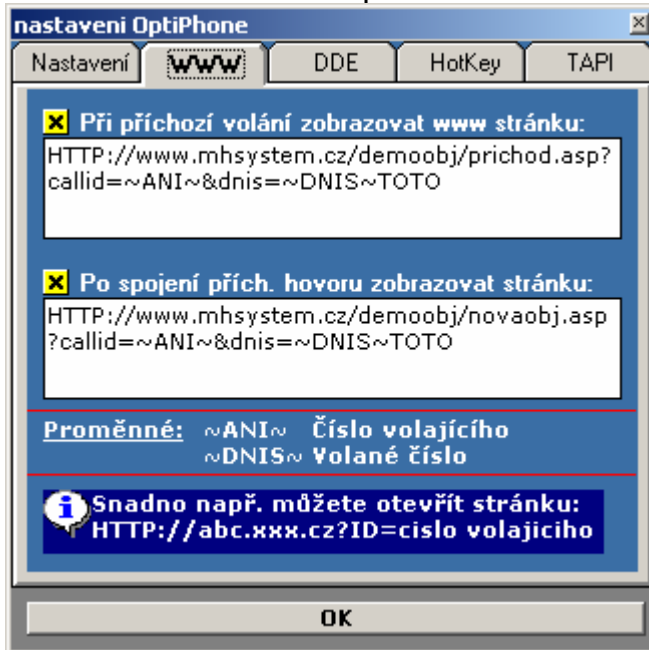 nastaveni OptiPhone
Nastavení WWW DDE HotKey TAPI
Při příchozí volání zobrazovat www stránku:
HTTP://www.mhsystem.cz/demoobj/prichod.asp?
callid=~ANI~&dnis=~DNIS~TOTO
Po spojení přích. hovoru zobrazovat stránku:
HTTP://www.mhsystem.cz/demoobj/novaobj.asp
?callid=~ANI~&dnis=~DNIS~TOTO
Proměnné: ~ANI~ Číslo volajícího
~DNIS~ Volané číslo
Snadno např. můžete otevřít stránku:
HTTP://abc.xxx.cz?ID=cislo volajiciho
OK